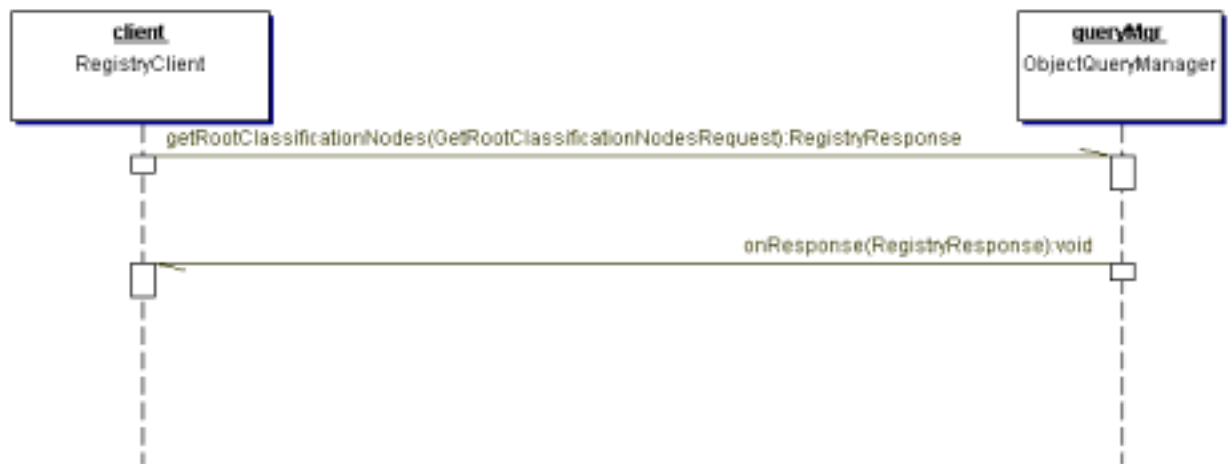 client
RegistryClient
queryMgr
ObjectQueryManager
getRootClassificationNodes(GetRootClassificationNodesRequest):RegistryResponse
onResponse(RegistryResponse):void